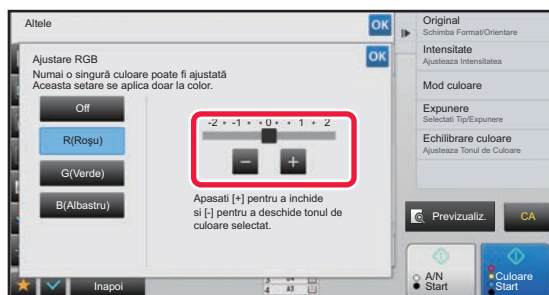 Altele
OK
Ajustare RGB
OK
Numai o singură culoare poate fi ajustată
Aceasta setare se aplica doar la color.
Off
R(Roşu)
G(Verde)
B(Albastru)
-2 • -1 • • 0 • • 1 • 2
Apasati [+] pentru a inchide
si [-] pentru a deschide tonul de
culoare selectat.
Inapoi
Original
Schimba Format/Orientare
Intensitate
Ajusteaza Intensitatea
Mod culoare
Expunere
Selectati Tip/Expunere
Echilibrare culoare
Ajusteaza Tonul de Culoare
Previzualiz.
CA
A/N
Start
Culoare
Start
4 A3